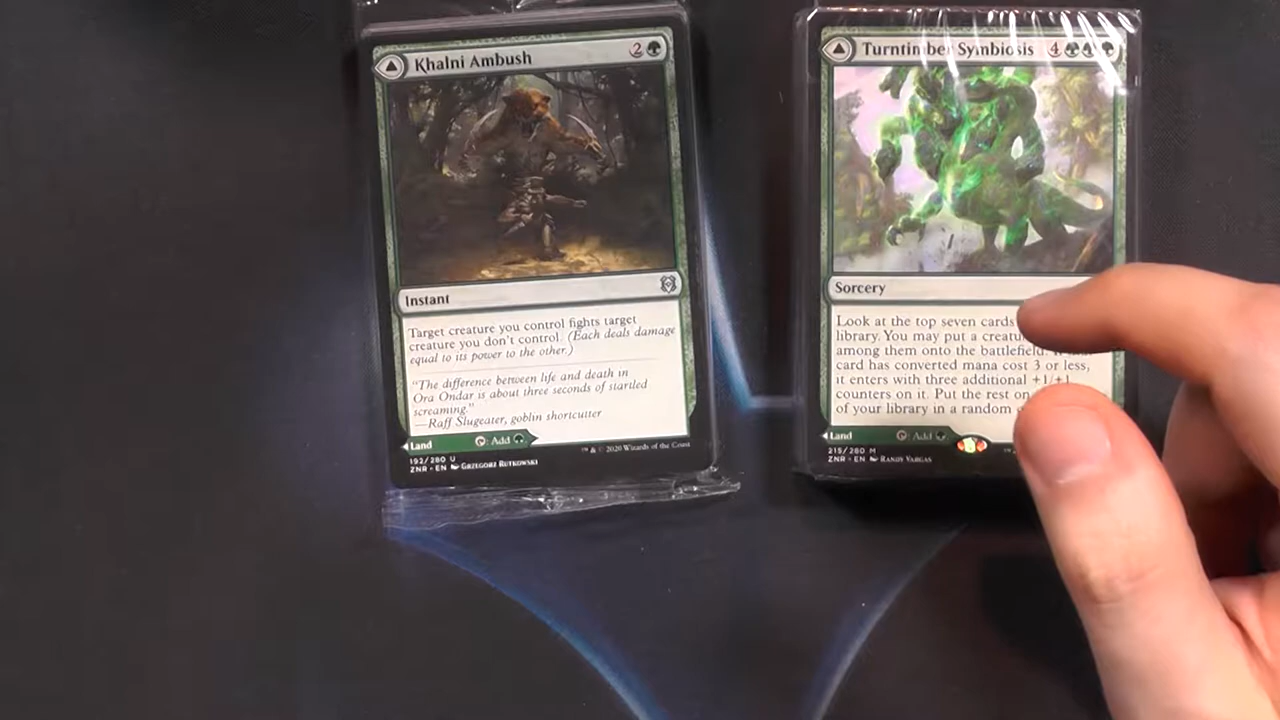 Khalni Ambush 2
Instant
Target creature you control fights target
creature you don't control. (Each deals damage
equal to its power to the other.)
"The difference between life and death in
Ora Ondar is about three seconds of startled
screaming."
—Raff Slugeater, goblin shortcutter
Land : Add
192/280 U
ZNR • EN GRZEGORZ RUTKOWSKI
™ & © 2020 Wizards of the Coast
Turntimber Symbiosis 4
Sorcery
Look at the top seven cards
library. You may put a
among them onto the battlefield.
card has converted mana cost 3 or less,
it enters with three additional +1/+1
counters on it. Put the rest on
of your library in a random
Land : Add
215/280 M
ZNR • EN RANDY VARGAS